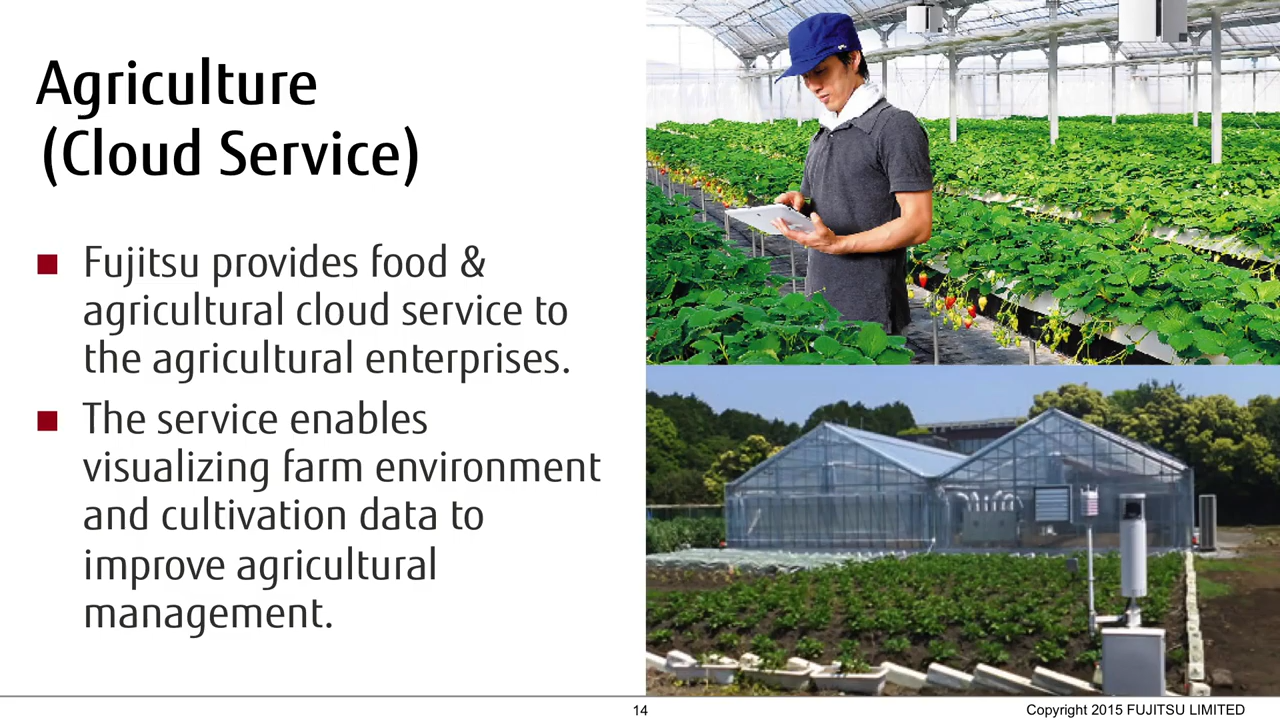 Agriculture
(Cloud Service)
Fujitsu provides food &
agricultural cloud service to
the agricultural enterprises.
The service enables
visualizing farm environment
and cultivation data to
improve agricultural
management.
14
Copyright 2015 FUJITSU LIMITED